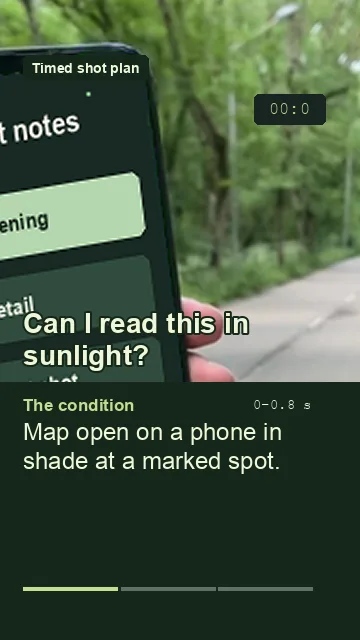 Timed shot plan
00:0
t notes
ening
etail
Can I read this in
sunlight?
The condition
0–0.8 s
Map open on a phone in
shade at a marked spot.